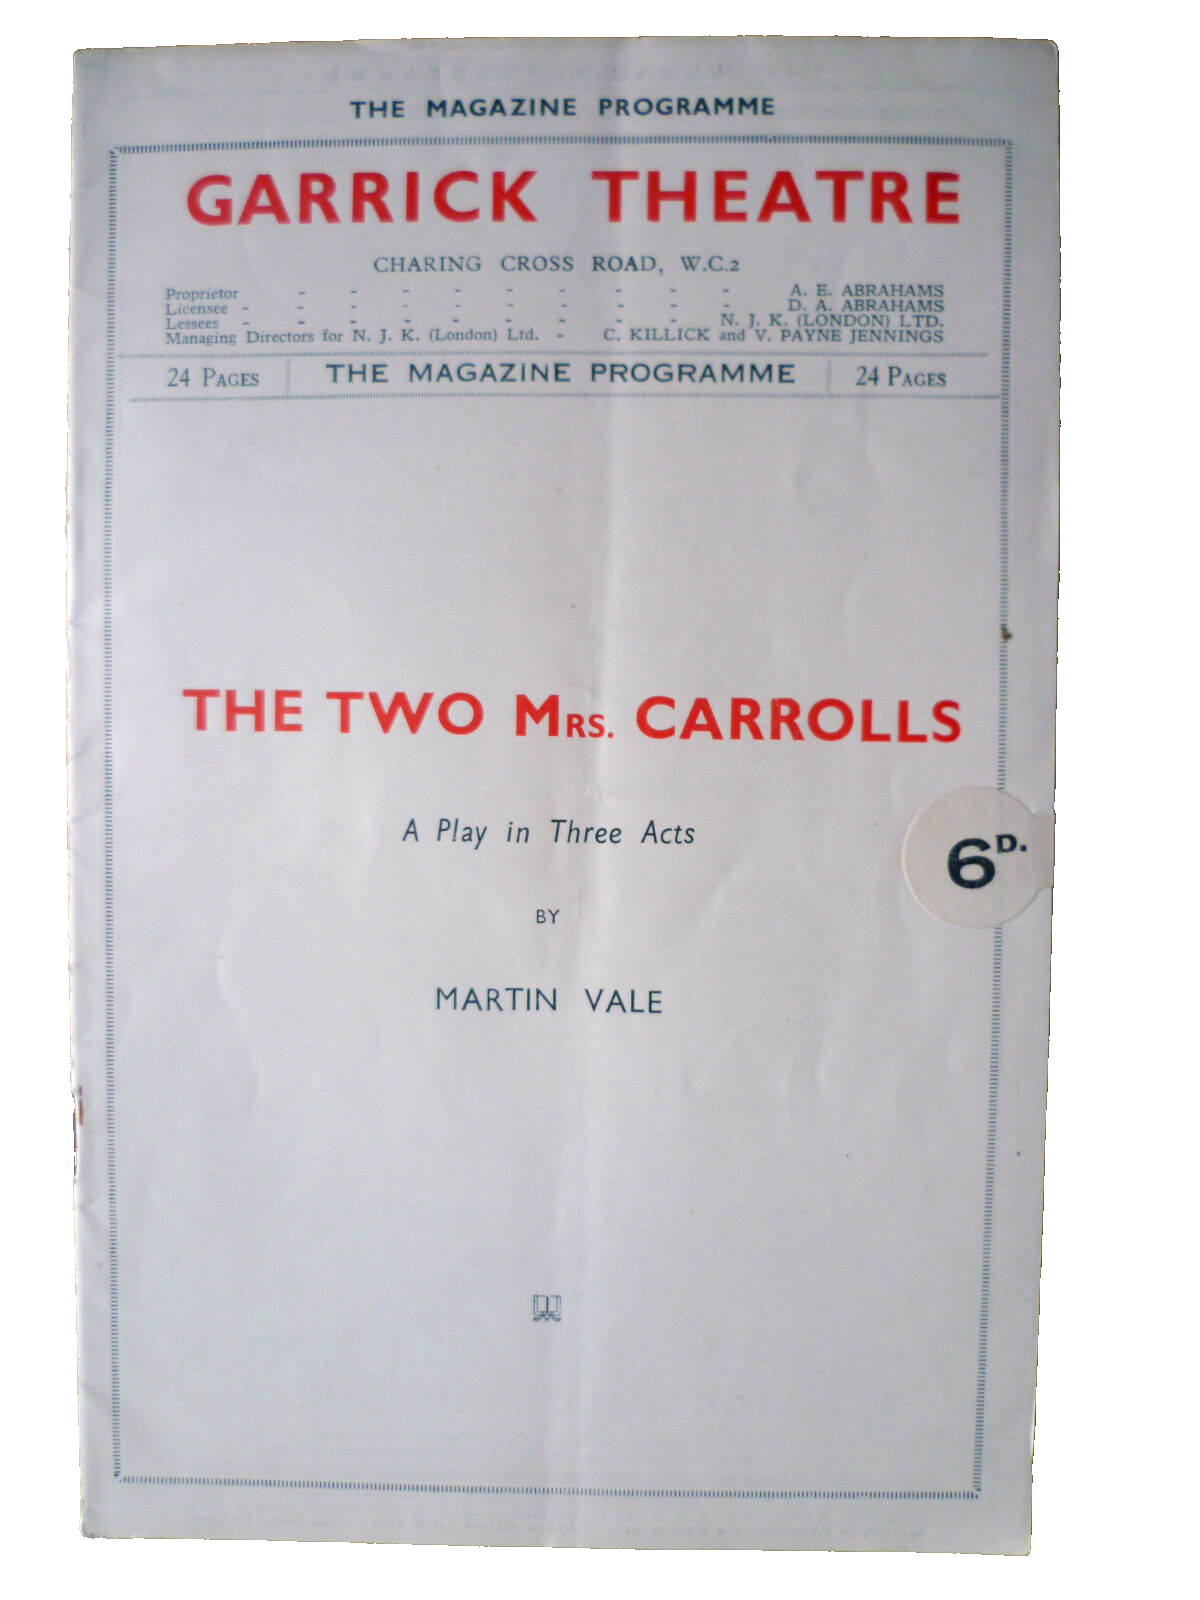 THE MAGAZINE PROGRAMME
GARRICK THEATRE
CHARING CROSS ROAD, W.C.2
Proprietor - - - - - - - - - A. E. ABRAHAMS
Licensee - - - - - - - - - - D. A. ABRAHAMS
Lessees - - - - - - - - - N. J. K. (LONDON) LTD.
Managing Directors for N. J. K. (London) Ltd. - C. KILLICK and V. PAYNE JENNINGS
24 PAGES THE MAGAZINE PROGRAMME 24 PAGES
THE TWO MRS. CARROLLS
A Play in Three Acts
6D.
BY
MARTIN VALE